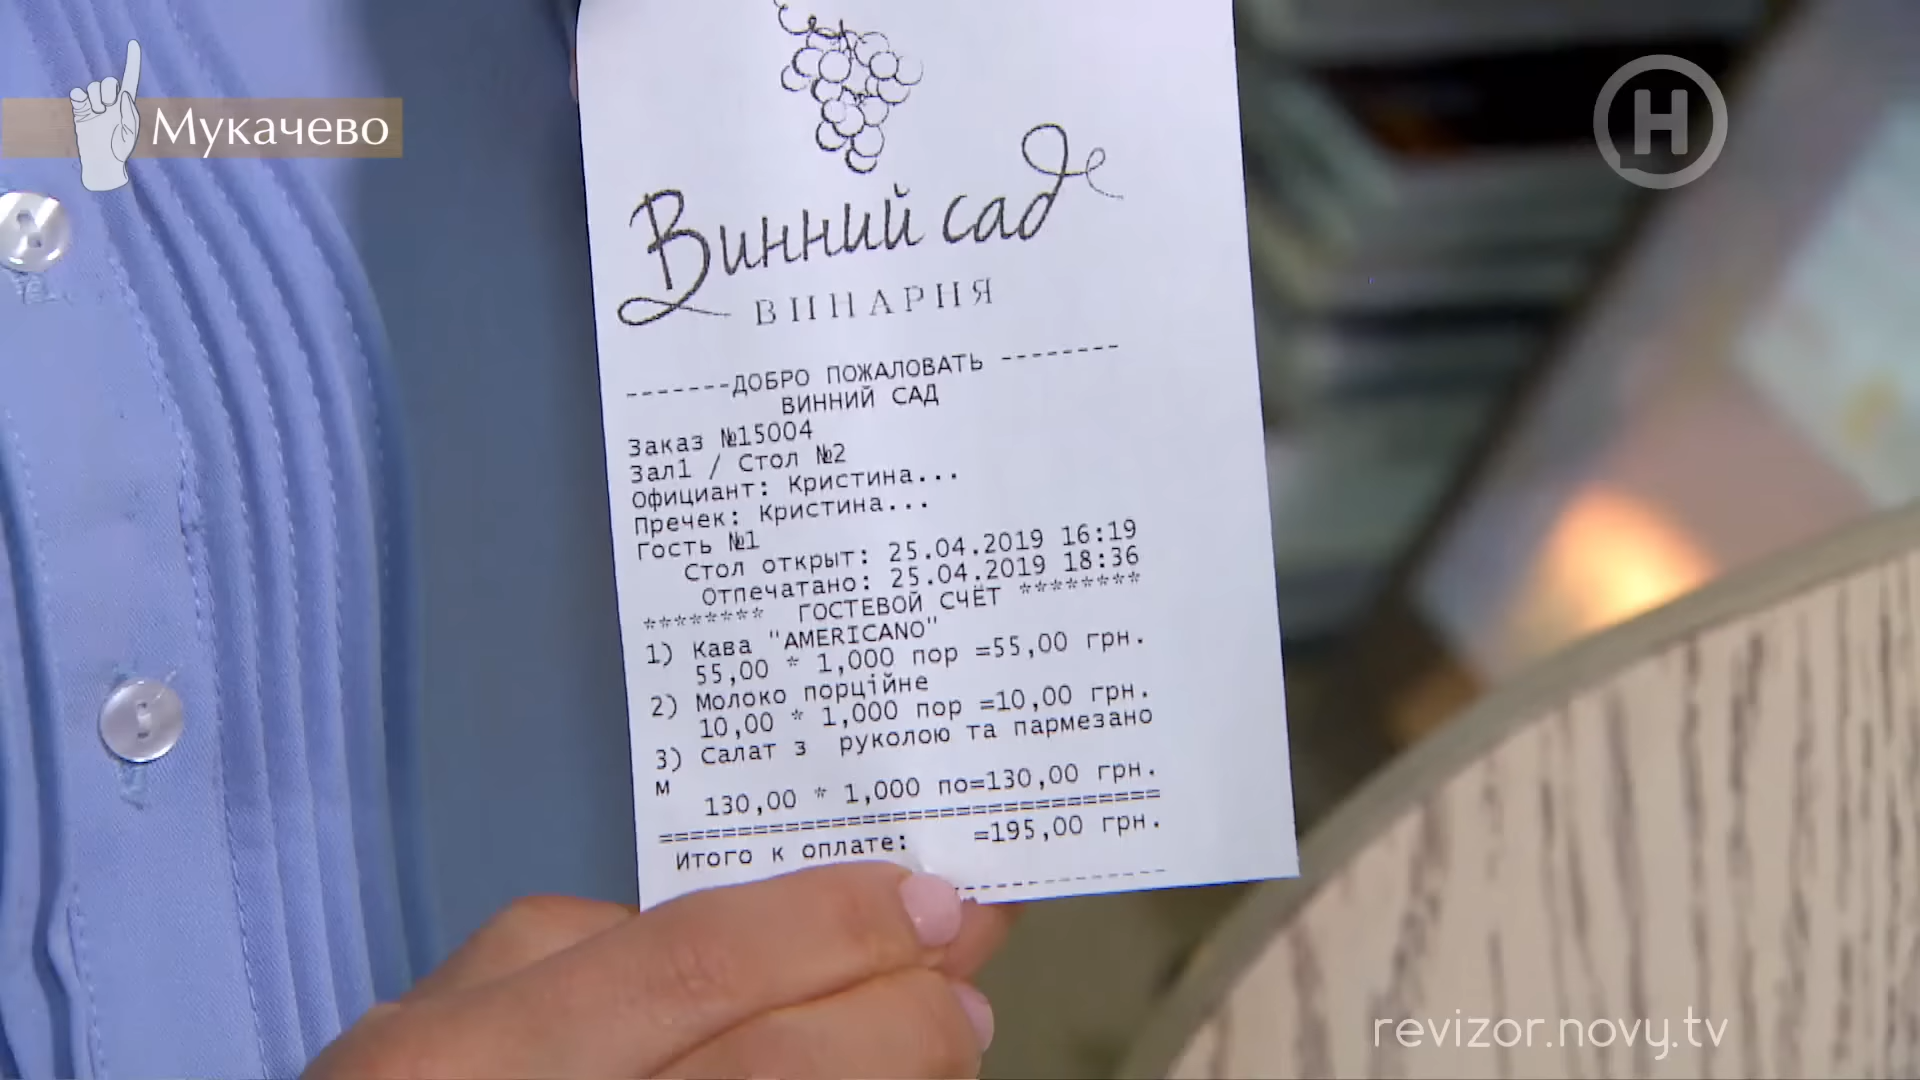 Мукачево
Н
Винний сад
ВИНАРНЯ
-------ДОБРО ПОЖАЛОВАТЬ --------
ВИННИЙ САД
Заказ №15004
Зал1 / Стол №2
Официант: Кристина...
Пречек: Кристина...
Гость №1
Стол открыт: 25.04.2019 16:19
Отпечатано: 25.04.2019 18:36
******** ГОСТЕВОЙ СЧЁТ ********
1) Кава "AMERICANO"
55,00 * 1,000 пор =55,00 грн.
2) Молоко порційне
10,00 * 1,000 пор =10,00 грн.
3) Салат з руколою та пармезано
м
130,00 * 1,000 по=130,00 грн.
================================
Итого к оплате: =195,00 грн.
revizor.novy.tv